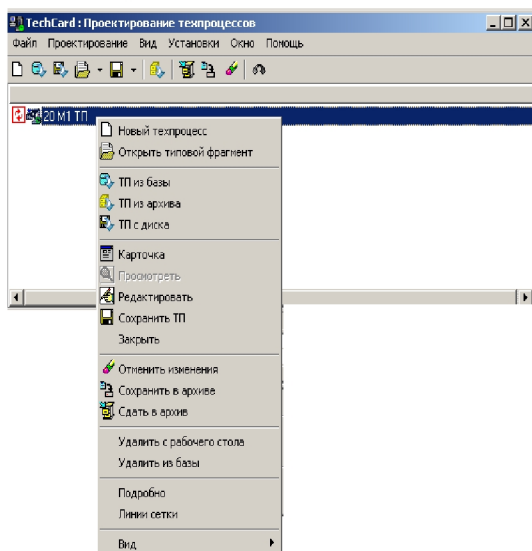 TechCard : Проектирование техпроцессов
Файл Проектирование Вид Установки Окно Помощь
20 М1 ТП
Новый техпроцесс
Открыть типовой фрагмент
ТП из базы
ТП из архива
ТП с диска
Карточка
Просмотреть
Редактировать
Сохранить ТП
Закрыть
Отменить изменения
Сохранить в архиве
Сдать в архив
Удалить с рабочего стола
Удалить из базы
Подробно
Линии сетки
Вид